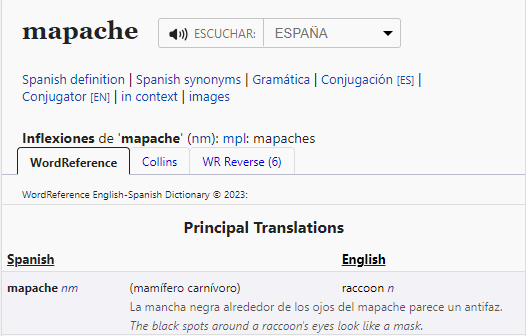 mapache ESCUCHAR: ESPAÑA
Spanish definition | Spanish synonyms | Gramática | Conjugación [ES] |
Conjugator [EN] | in context | images
Inflexiones de 'mapache' (nm): mpl: mapaches
WordReference Collins WR Reverse (6)
WordReference English-Spanish Dictionary © 2023:
Principal Translations
Spanish English
mapache nm (mamífero carnívoro) raccoon n
La mancha negra alrededor de los ojos del mapache parece un antifaz.
The black spots around a raccoon's eyes look like a mask.